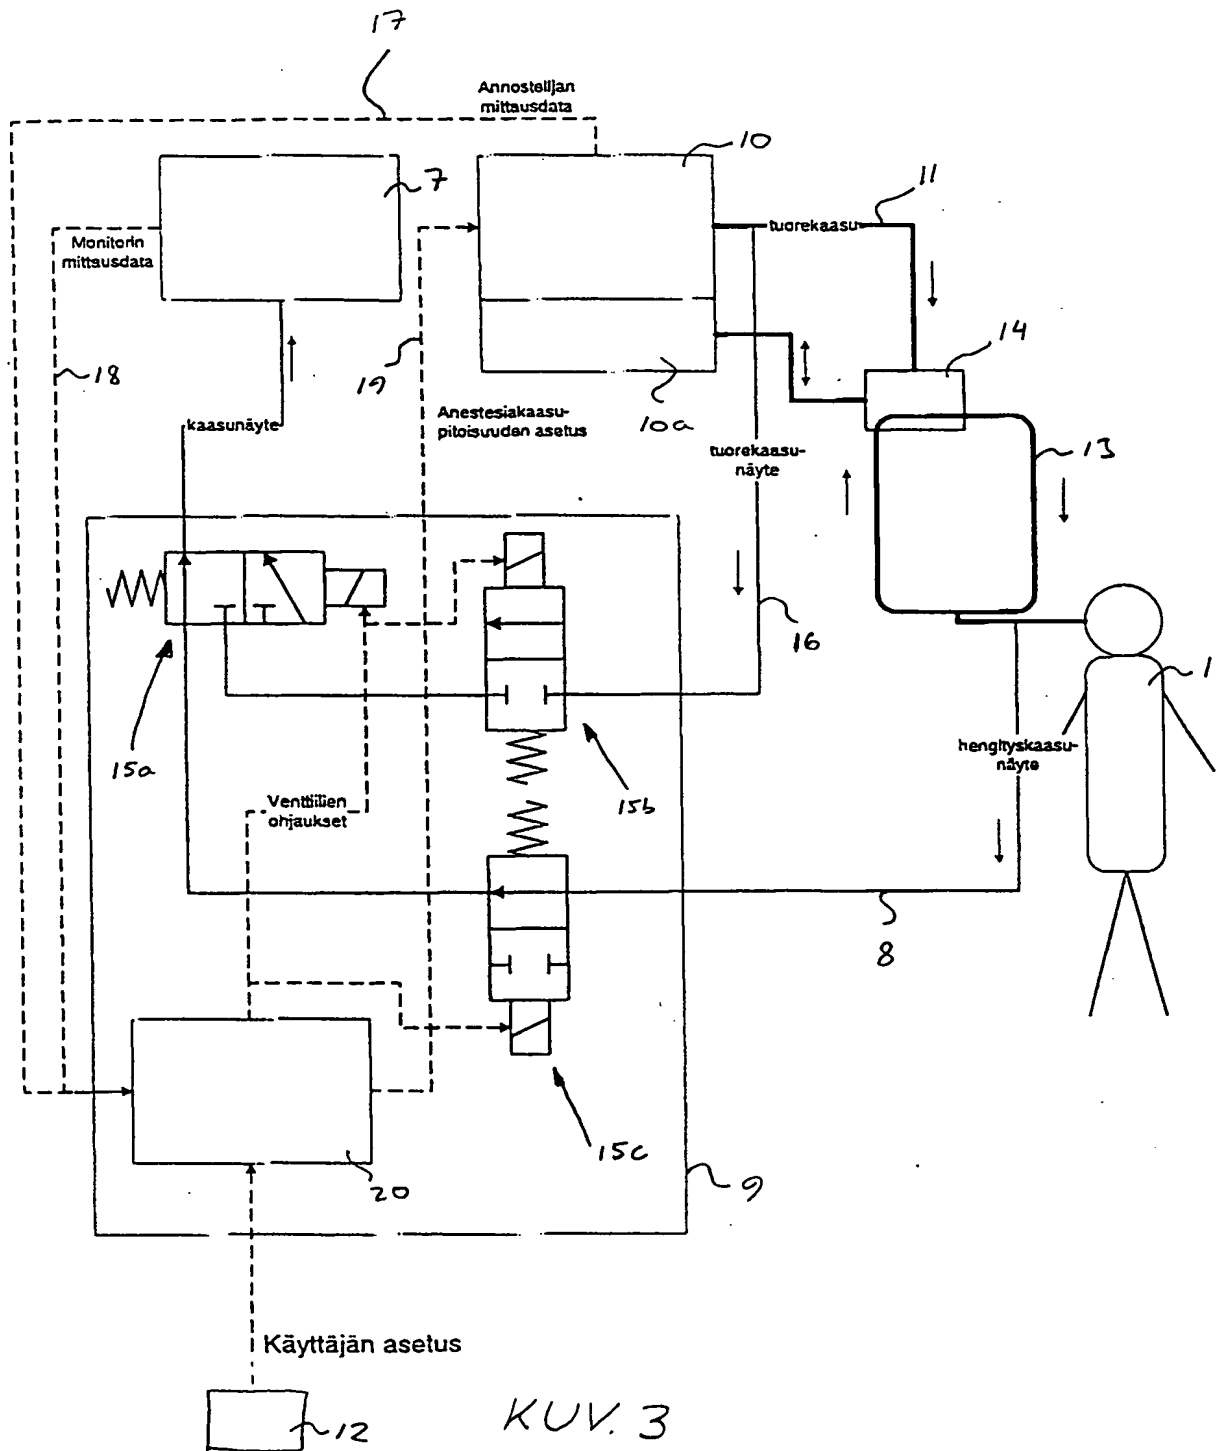 17
Annostelijan
mittausdata
10
7
11
tuorekaasu
Monitorin
mittausdata
14
18
19
kaasunäyte
Anestesiakaasu-
pitoisuuden asetus
10a
13
tuorekaasu-
näyte
16
1
15a
hengityskaasu-
näyte
Venttiilien
ohjaukset
15b
8
15c
20
9
Käyttäjän asetus
12
KUV. 3